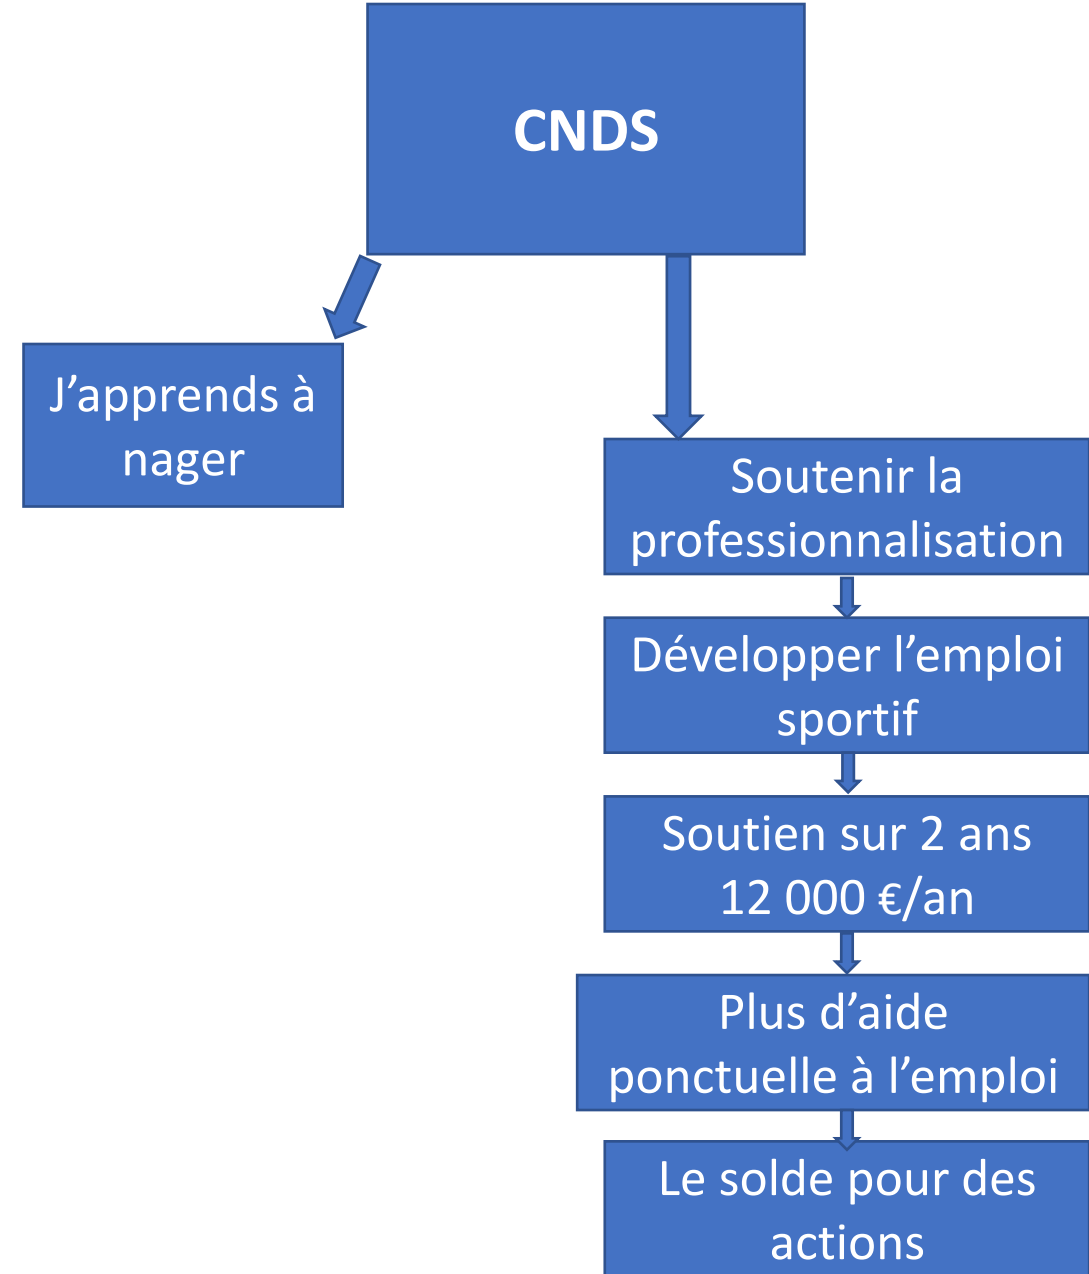 CNDS
J’apprends à
nager
Soutenir la
professionnalisation
Développer l’emploi
sportif
Soutien sur 2 ans
12 000 €/an
Plus d’aide
ponctuelle à l’emploi
Le solde pour des
actions